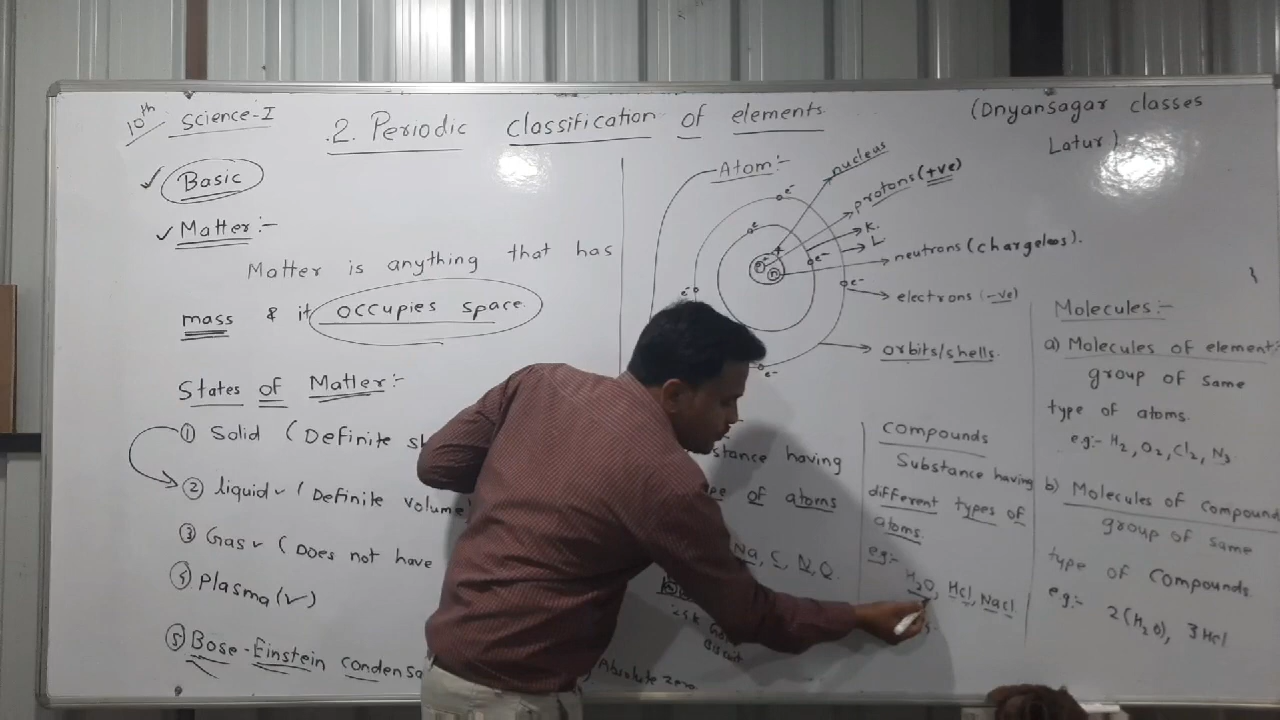 10th Science-I
2. Periodic classification of elements
(Dnyansagar classes
Latur)
Basic
Matter:-
Matter is anything that has
mass & it occupies space.
States of Matter:-
① Solid (Definite
② liquid (Definite volume
③ Gas (Does not have
④ Plasma (✓)
⑤ Bose-Einstein
Absolute zero.
Atom:-
nucleus
protons (+ve)
K.
L
neutrons (chargeless).
electrons (-ve)
orbits/shells.
e-
e
e-
e-
e-
e-
n
having
of atoms
Na, C, N, O.
24k
Biscuit
Compounds
Substance having
different types of
atoms.
e.g:- H2O, Hcl, Nacl.
Molecules:-
a) Molecules of element
group of same
type of atoms.
e.g:- H2, O2, Cl2, N3
b) Molecules of Compound
group of same
type of Compounds.
e.g:- 2(H2O), 3Hcl